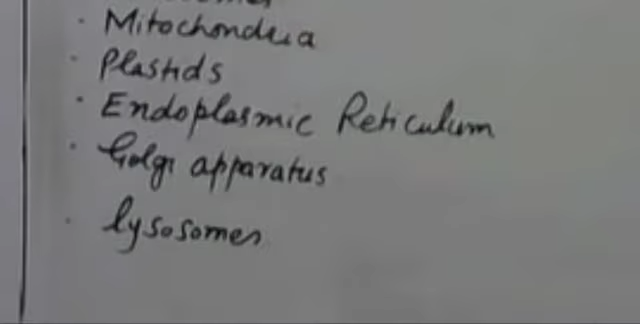 · Mitochondria
· Plastids
· Endoplasmic Reticulum
· Golgi apparatus
· lysosomes